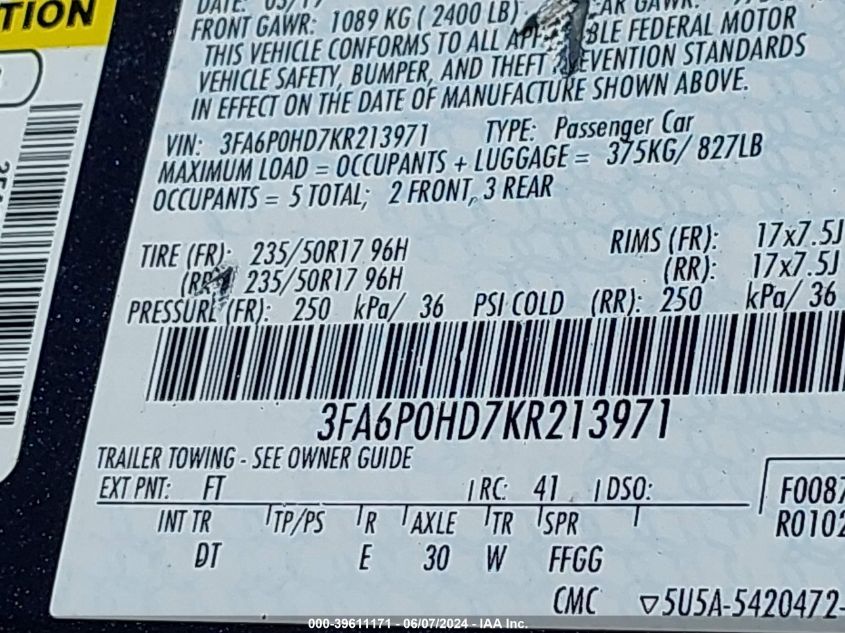 TION
DATE: 05/19
FRONT GAWR: 1089 KG ( 2400 LB) GAWR:
THIS VEHICLE CONFORMS TO ALL FEDERAL MOTOR
VEHICLE SAFETY, BUMPER, AND THEFT STANDARDS
IN EFFECT ON THE DATE OF MANUFACTURE SHOWN ABOVE.
VIN: 3FA6P0HD7KR213971 TYPE: Passenger Car
MAXIMUM LOAD = OCCUPANTS + LUGGAGE = 375KG/ 827LB
OCCUPANTS = 5 TOTAL; 2 FRONT, 3 REAR
TIRE (FR): 235/50R17 96H RIMS (FR): 17x7.5J
235/50R17 96H (RR): 17x7.5J
(FR): 250 kPa/ 36 PSI COLD (RR): 250 kPa/ 36
3FA6P0HD7KR213971
TRAILER TOWING - SEE OWNER GUIDE
EXT PNT: FT RC: 41 DSO: F0087
INT TR TP/PS R AXLE TR SPR R0102
DT E 30 W FFGG
CMC ▽5U5A-5420472-
000-39611171 - 06/07/2024 - IAA Inc.